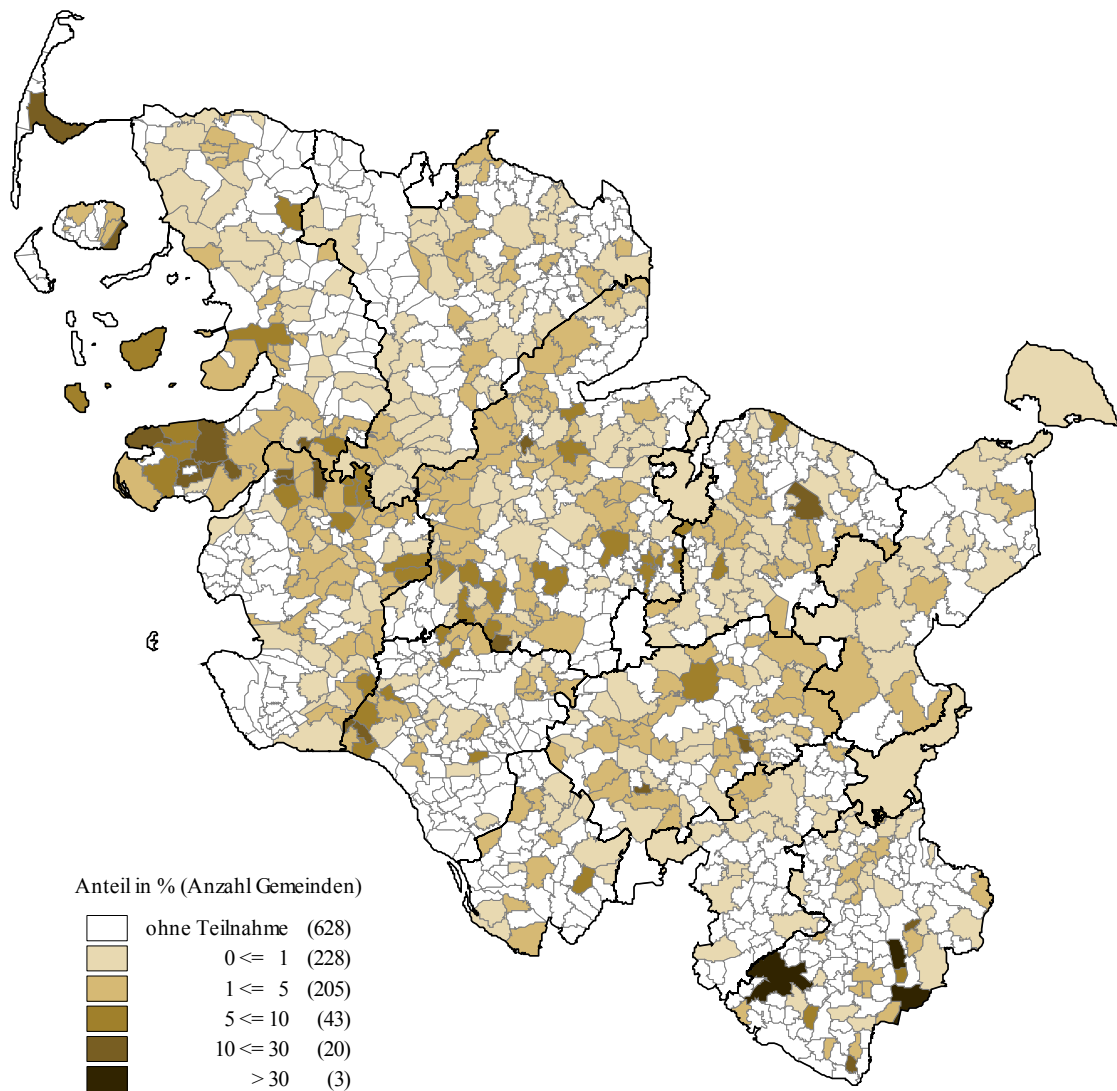 Anteil in % (Anzahl Gemeinden)
ohne Teilnahme (628)
0 <= 1 (228)
1 <= 5 (205)
5 <= 10 (43)
10 <= 30 (20)
> 30 (3)